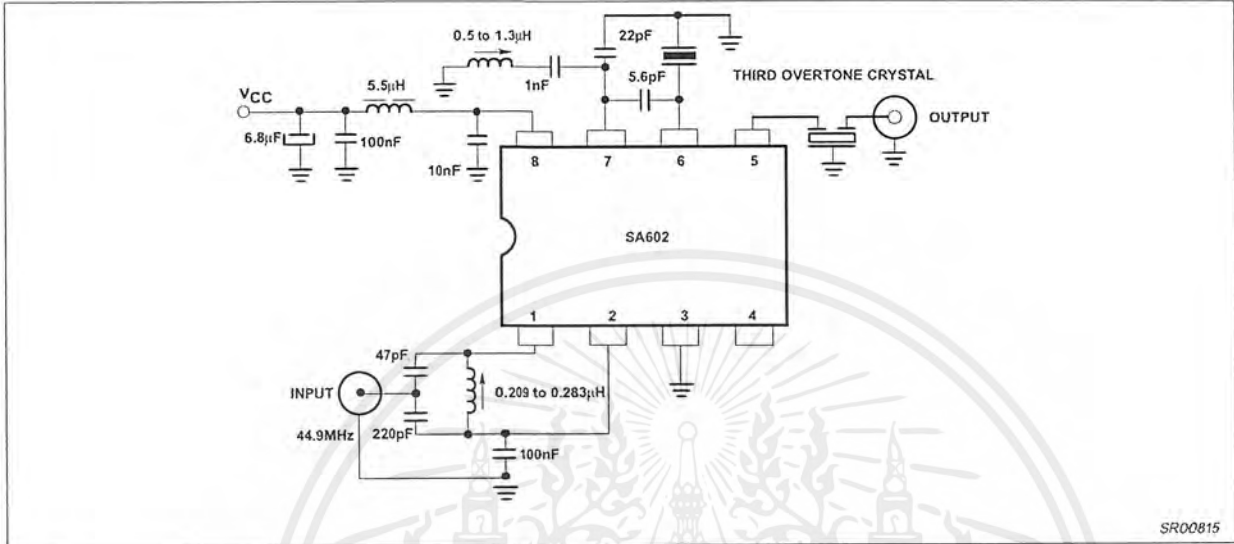 0.5 to 1.3µH
22pF
5.6pF
1nF
THIRD OVERTONE CRYSTAL
VCC
5.5µH
OUTPUT
6.8µF
100nF
10nF
8
7
6
5
SA602
1
2
3
4
47pF
INPUT
0.209 to 0.283µH
44.9MHz
220pF
100nF
SR00815